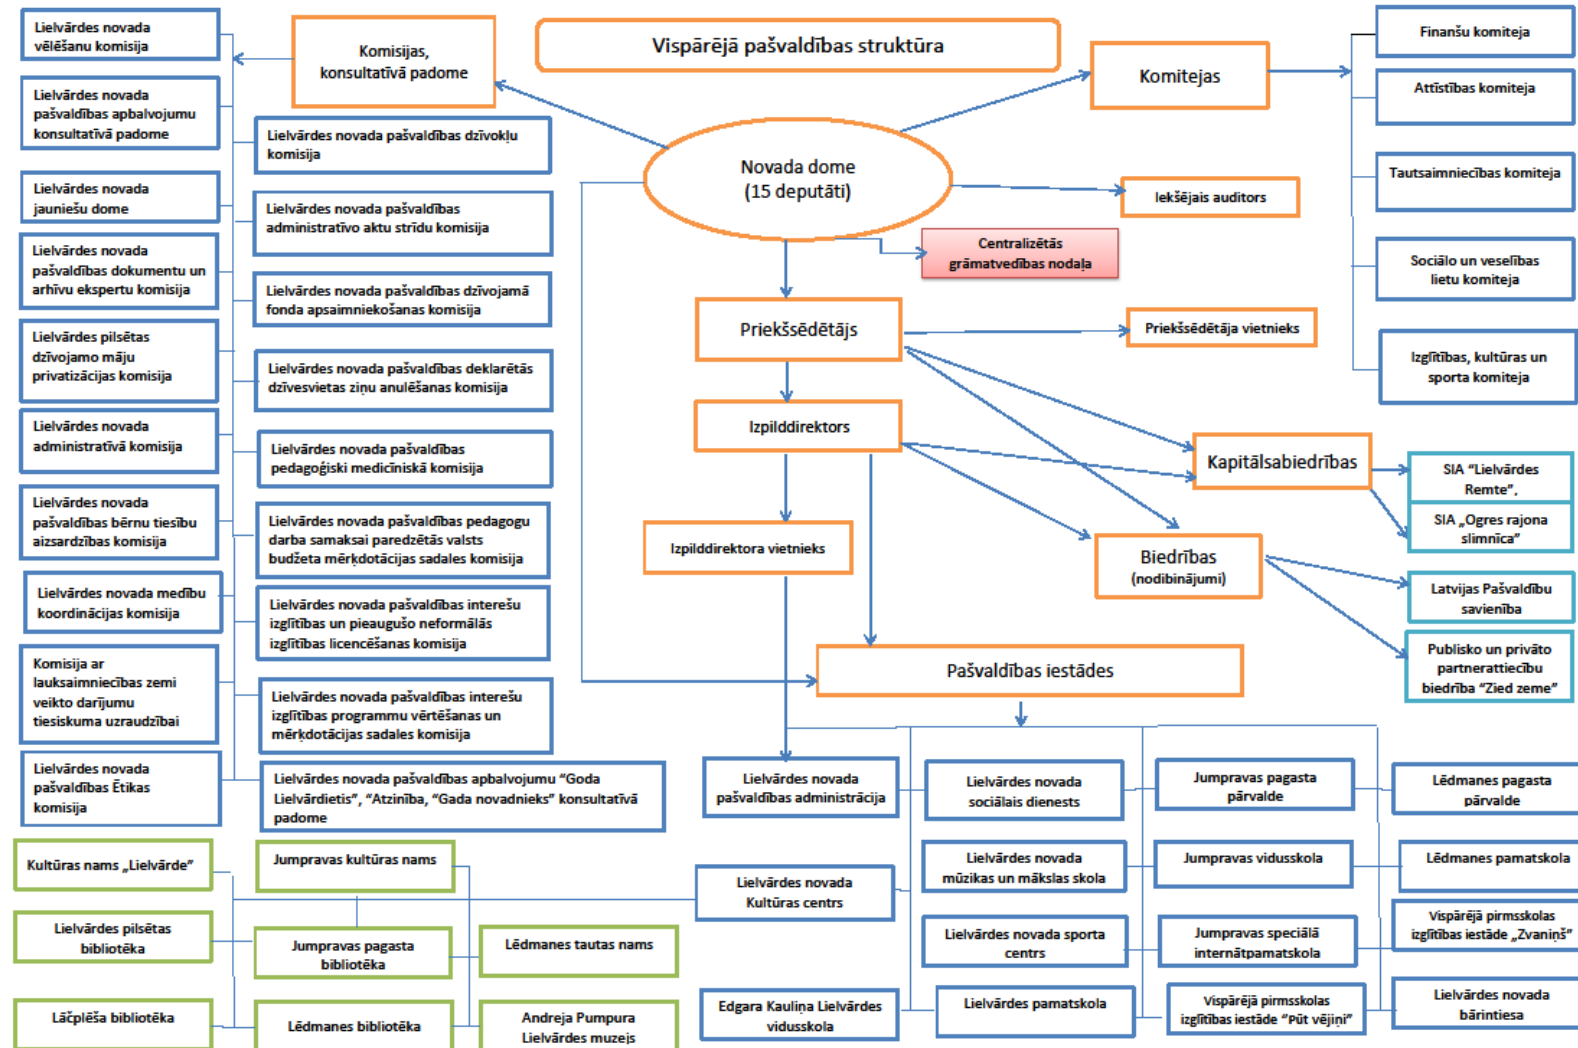 Vispārējā pašvaldības struktūra
Lielvārdes novada
vēlēšanu komisija
Komisijas,
konsultatīvā padome
Komitejas
Finanšu komiteja
Attīstības komiteja
Tautsaimniecības komiteja
Sociālo un veselības
lietu komiteja
Izglītības, kultūras un
sporta komiteja
Lielvārdes novada
pašvaldības apbalvojumu
konsultatīvā padome
Lielvārdes novada pašvaldības dzīvokļu
komisija
Lielvārdes novada
jauniešu dome
Lielvārdes novada pašvaldības
administratīvo aktu strīdu komisija
Lielvārdes novada
pašvaldības dokumentu un
arhīvu ekspertu komisija
Lielvārdes novada pašvaldības dzīvojamā
fonda apsaimniekošanas komisija
Lielvārdes pilsētas
dzīvojamo māju
privatizācijas komisija
Lielvārdes novada pašvaldības deklarētās
dzīvesvietas ziņu anulēšanas komisija
Lielvārdes novada
administratīvā komisija
Lielvārdes novada pašvaldības
pedagoģiski medicīniskā komisija
Lielvārdes novada
pašvaldības bērnu tiesību
aizsardzības komisija
Lielvārdes novada pašvaldības pedagogu
darba samaksai paredzētās valsts
budžeta mērķdotācijas sadales komisija
Lielvārdes novada medību
koordinācijas komisija
Lielvārdes novada pašvaldības interešu
izglītības un pieaugušo neformālās
izglītības licencēšanas komisija
Komisija ar
lauksaimniecības zemi
veikto darījumu
tiesiskuma uzraudzībai
Lielvārdes novada pašvaldības interešu
izglītības programmu vērtēšanas un
mērķdotācijas sadales komisija
Lielvārdes novada
pašvaldības Ētikas
komisija
Lielvārdes novada pašvaldības apbalvojumu “Goda
Lielvārdietis”, “Atzinība, “Gada novadnieks” konsultatīvā
padome
Novada dome
(15 deputāti)
Iekšējais auditors
Centralizētās
grāmatvedības nodaļa
Priekšsēdētājs
Priekšsēdētāja vietnieks
Izpilddirektors
Kapitālsabiedrības
SIA “Lielvārdes
Remte”,
SIA „Ogres rajona
slimnīca”
Izpilddirektora vietnieks
Biedrības
(nodibinājumi)
Latvijas Pašvaldību
savienība
Publisko un privāto
partnerattiecību
biedrība “Zied zeme”
Pašvaldības iestādes
Lielvārdes novada
pašvaldības administrācija
Lielvārdes novada
sociālais dienests
Jumpravas pagasta
pārvalde
Lēdmanes pagasta
pārvalde
Lielvārdes novada
Kultūras centrs
Lielvārdes novada
mūzikas un mākslas skola
Jumpravas vidusskola
Lēdmanes pamatskola
Lielvārdes novada sporta
centrs
Jumpravas speciālā
internātpamatskola
Vispārējā pirmsskolas
izglītības iestāde „Zvaniņš”
Edgara Kauliņa Lielvārdes
vidusskola
Lielvārdes pamatskola
Vispārējā pirmsskolas
izglītības iestāde “Pūt vējiņi”
Lielvārdes novada
bāriņtiesa
Kultūras nams „Lielvārde”
Jumpravas kultūras nams
Lielvārdes pilsētas
bibliotēka
Jumpravas pagasta
bibliotēka
Lēdmanes tautas nams
Lāčplēša bibliotēka
Lēdmanes bibliotēka
Andreja Pumpura
Lielvārdes muzejs